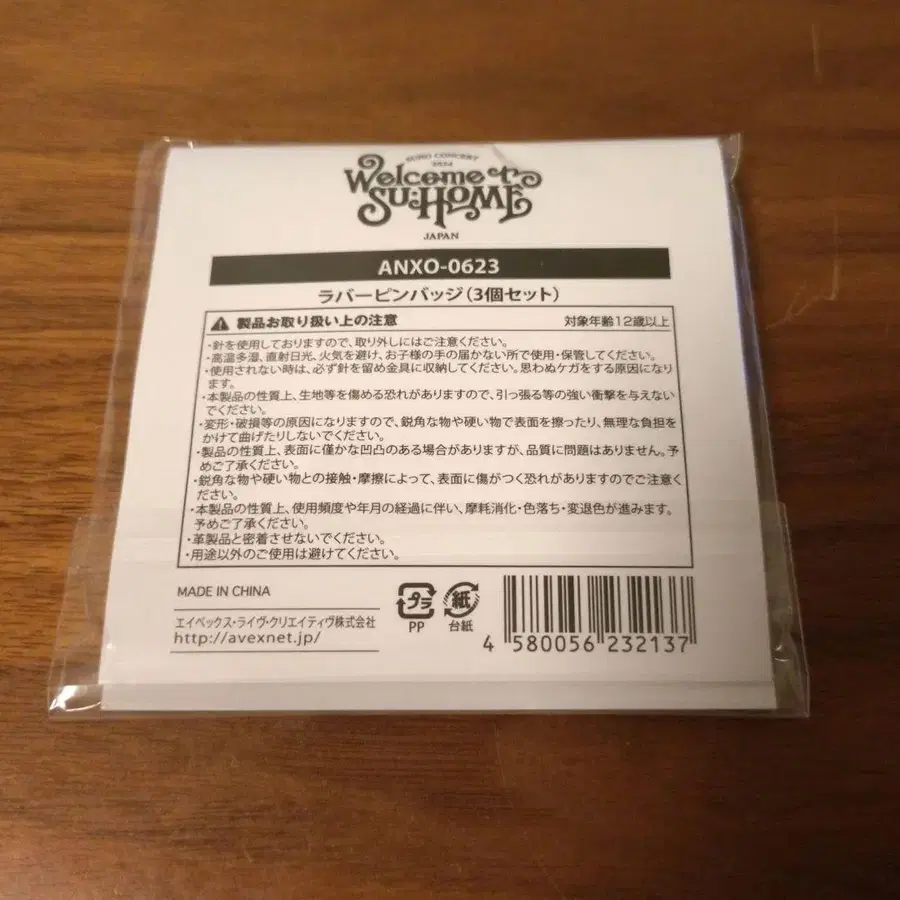 SUHO CONCERT
2024
Welcome to
SU:HOME
JAPAN
ANXO-0623
ラバーピンバッジ(3個セット)
製品お取り扱い上の注意 対象年齢12歳以上
・針を使用しておりますので、取り外しにはご注意ください。
・高温多湿、直射日光、火気を避け、お子様の手の届かない所で使用・保管してください。
・使用されない時は、必ず針を留め金具に収納してください。思わぬケガをする原因になり
ます。
・本製品の性質上、生地等を傷める恐れがありますので、引っ張る等の強い衝撃を与えない
でください。
・変形・破損等の原因になりますので、鋭角な物や硬い物で表面を擦ったり、無理な負担を
かけて曲げたりしないでください。
・製品の性質上、表面に僅かな凹凸のある場合がありますが、品質に問題はありません。予
めご了承ください。
・鋭角な物や硬い物との接触・摩擦によって、表面に傷がつく恐れがありますのでご注意く
ださい。
・本製品の性質上、使用頻度や年月の経過に伴い、摩耗消化・色落ち・変退色が進みます。
予めご了承ください。
・革製品と密着させないでください。
・用途以外のご使用は避けてください。
MADE IN CHINA
エイベックス・ライヴ・クリエイティヴ株式会社
http://avexnet.jp/
プラ
PP
紙
台紙
4 580056 232137